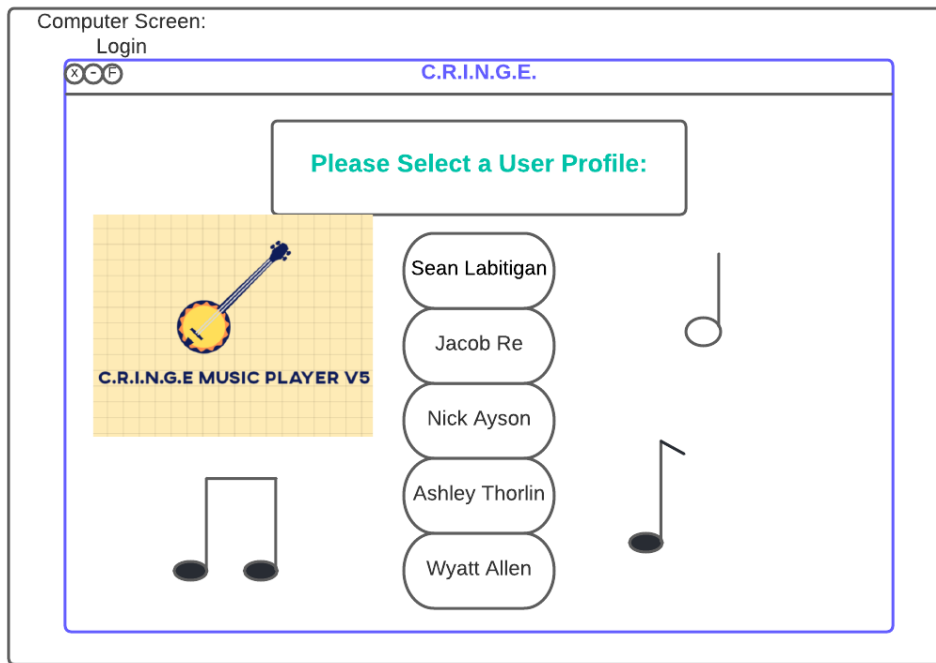 Computer Screen:
Login
X - F
C.R.I.N.G.E.
Please Select a User Profile:
C.R.I.N.G.E MUSIC PLAYER V5
Sean Labitigan
Jacob Re
Nick Ayson
Ashley Thorlin
Wyatt Allen